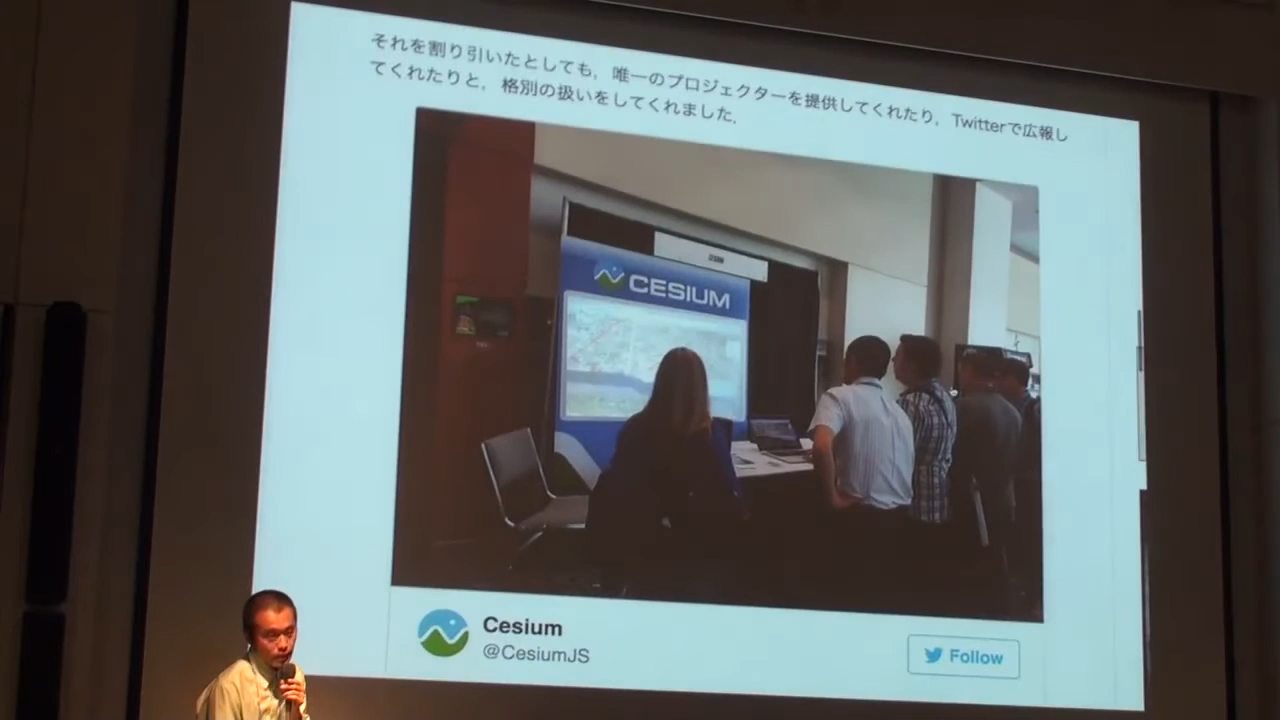 それを割り引いたとしても，唯一のプロジェクターを提供してくれたり，Twitterで広報し
てくれたりと，格別の扱いをしてくれました．
CESIUM
Cesium
@CesiumJS
Follow